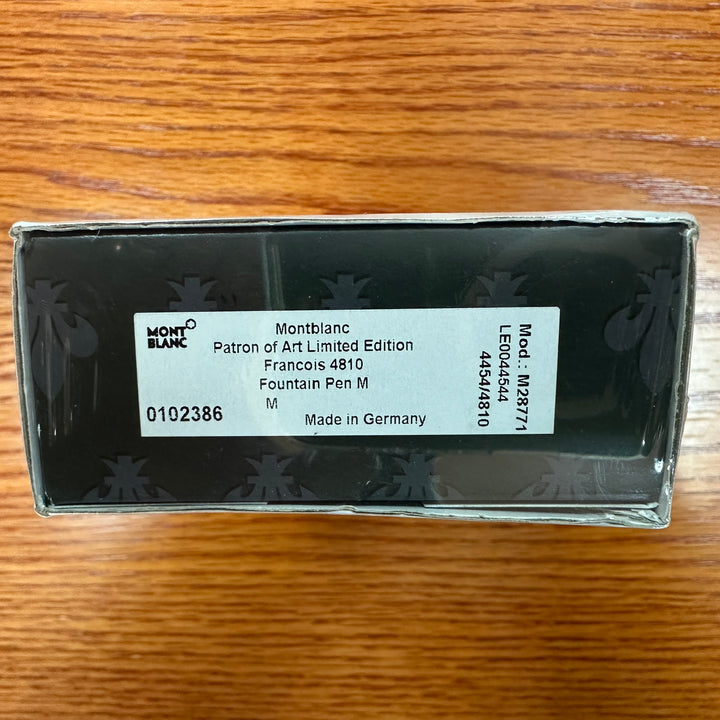 MONT
BLANC
Montblanc
Patron of Art Limited Edition
Francois 4810
Fountain Pen M
M
0102386
Made in Germany
Mod.: M28771
LE0044544
4454/4810